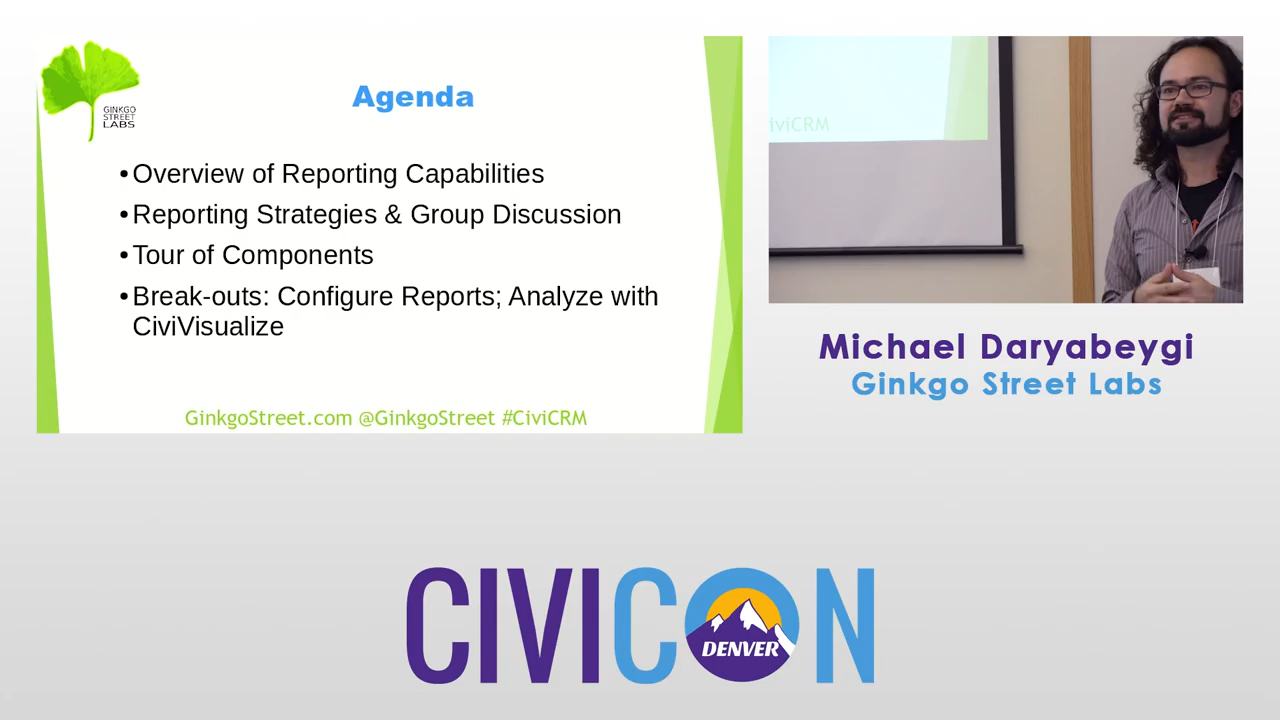 GINKGO
STREET
LABS
Agenda
•Overview of Reporting Capabilities
•Reporting Strategies & Group Discussion
•Tour of Components
•Break-outs: Configure Reports; Analyze with
CiviVisualize
GinkgoStreet.com @GinkgoStreet #CiviCRM
iviCRM
Michael Daryabeygi
Ginkgo Street Labs
CIVICON
DENVER